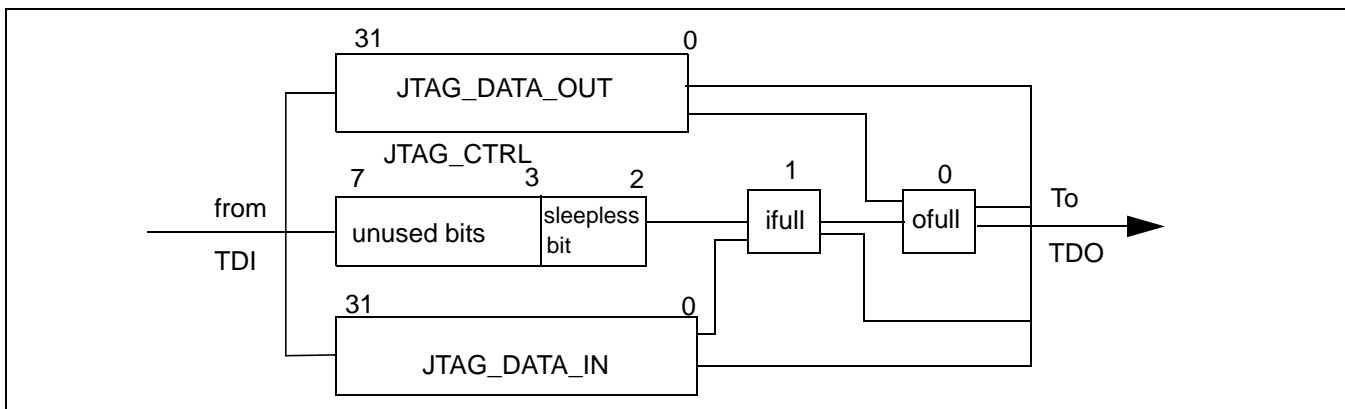 31 0
JTAG_DATA_OUT
JTAG_CTRL
7 3 2 1 0
from
TDI
unused bits
sleepless
bit
ifull
ofull
To
TDO
31 0
JTAG_DATA_IN